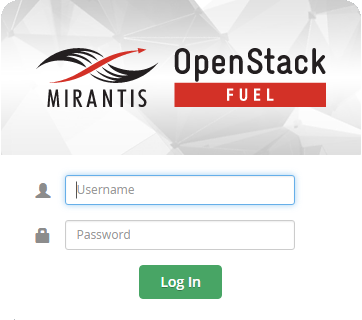 MIRANTIS
OpenStack
FUEL
Username
Password
Log In